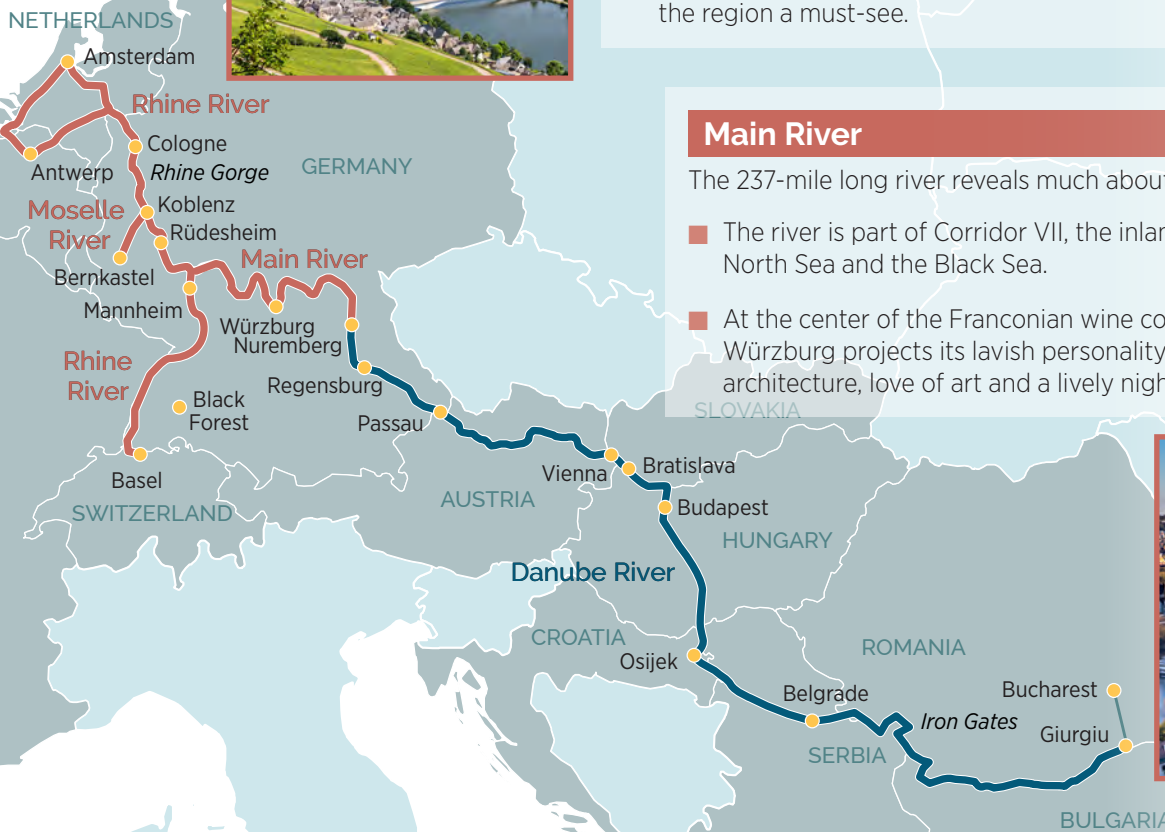 the region a must-see.
NETHERLANDS
Amsterdam
Rhine River
Cologne
Antwerp
Rhine Gorge
GERMANY
Koblenz
Moselle
River
Rüdesheim
Bernkastel
Main River
Mannheim
Würzburg
Nuremberg
Rhine
River
Regensburg
Black
Forest
Passau
Basel
SWITZERLAND
Vienna
Bratislava
AUSTRIA
Budapest
HUNGARY
Danube River
CROATIA
Osijek
ROMANIA
Belgrade
Bucharest
Iron Gates
Giurgiu
SERBIA
BULGARIA
SLOVAKIA
Main River
The 237-mile long river reveals much about
■ The river is part of Corridor VII, the inlan
North Sea and the Black Sea.
■ At the center of the Franconian wine co
Würzburg projects its lavish personality
architecture, love of art and a lively nigh